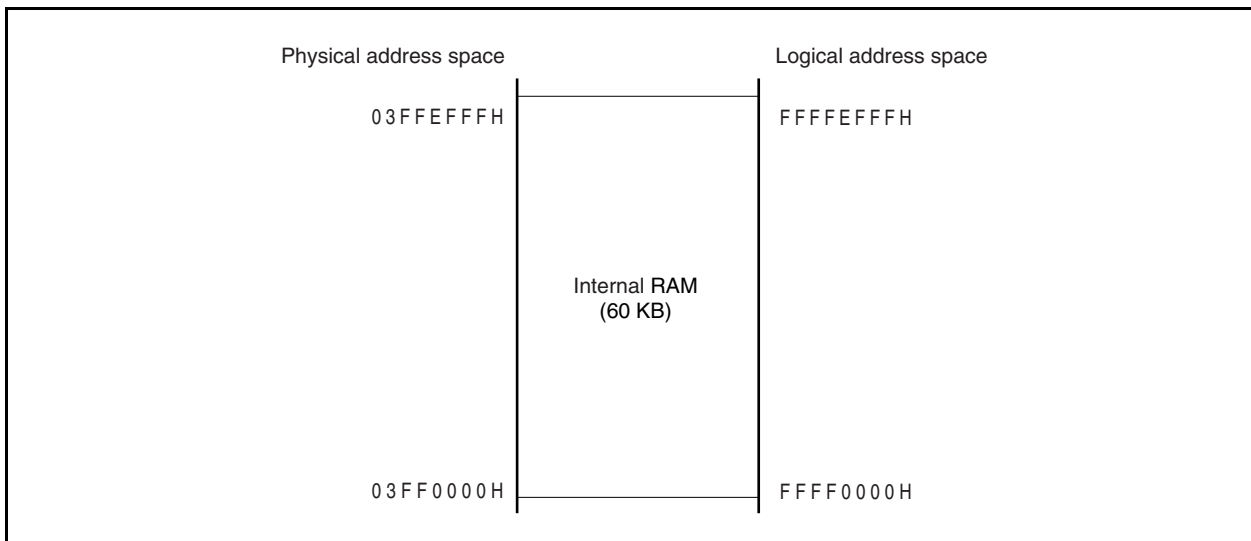 Physical address space
Logical address space
03FFEFFFH
FFFFEFFFH
Internal RAM
(60 KB)
03FF0000H
FFFF0000H